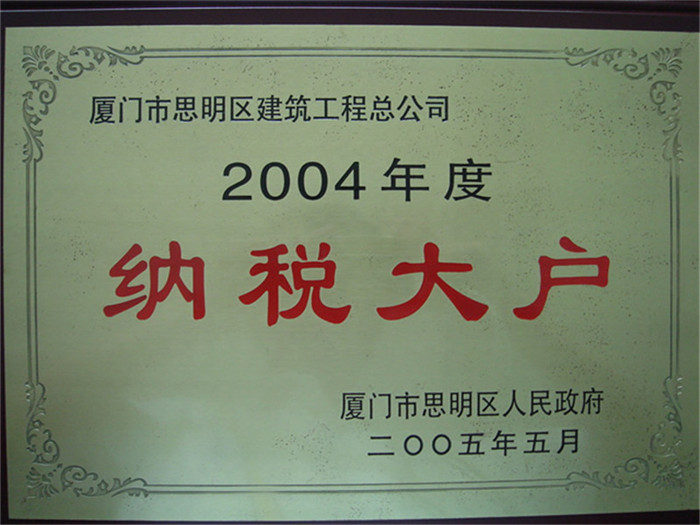 厦门市思明区建筑工程总公司
2004年度
纳税大户
厦门市思明区人民政府
二〇〇五年五月